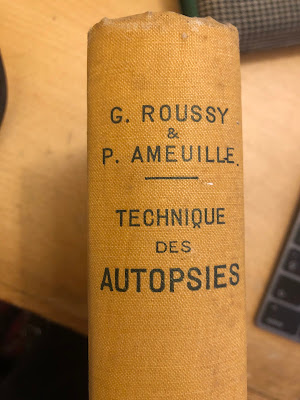 G. ROUSSY
&
P. AMEUILLE.
TECHNIQUE
DES
AUTOPSIES